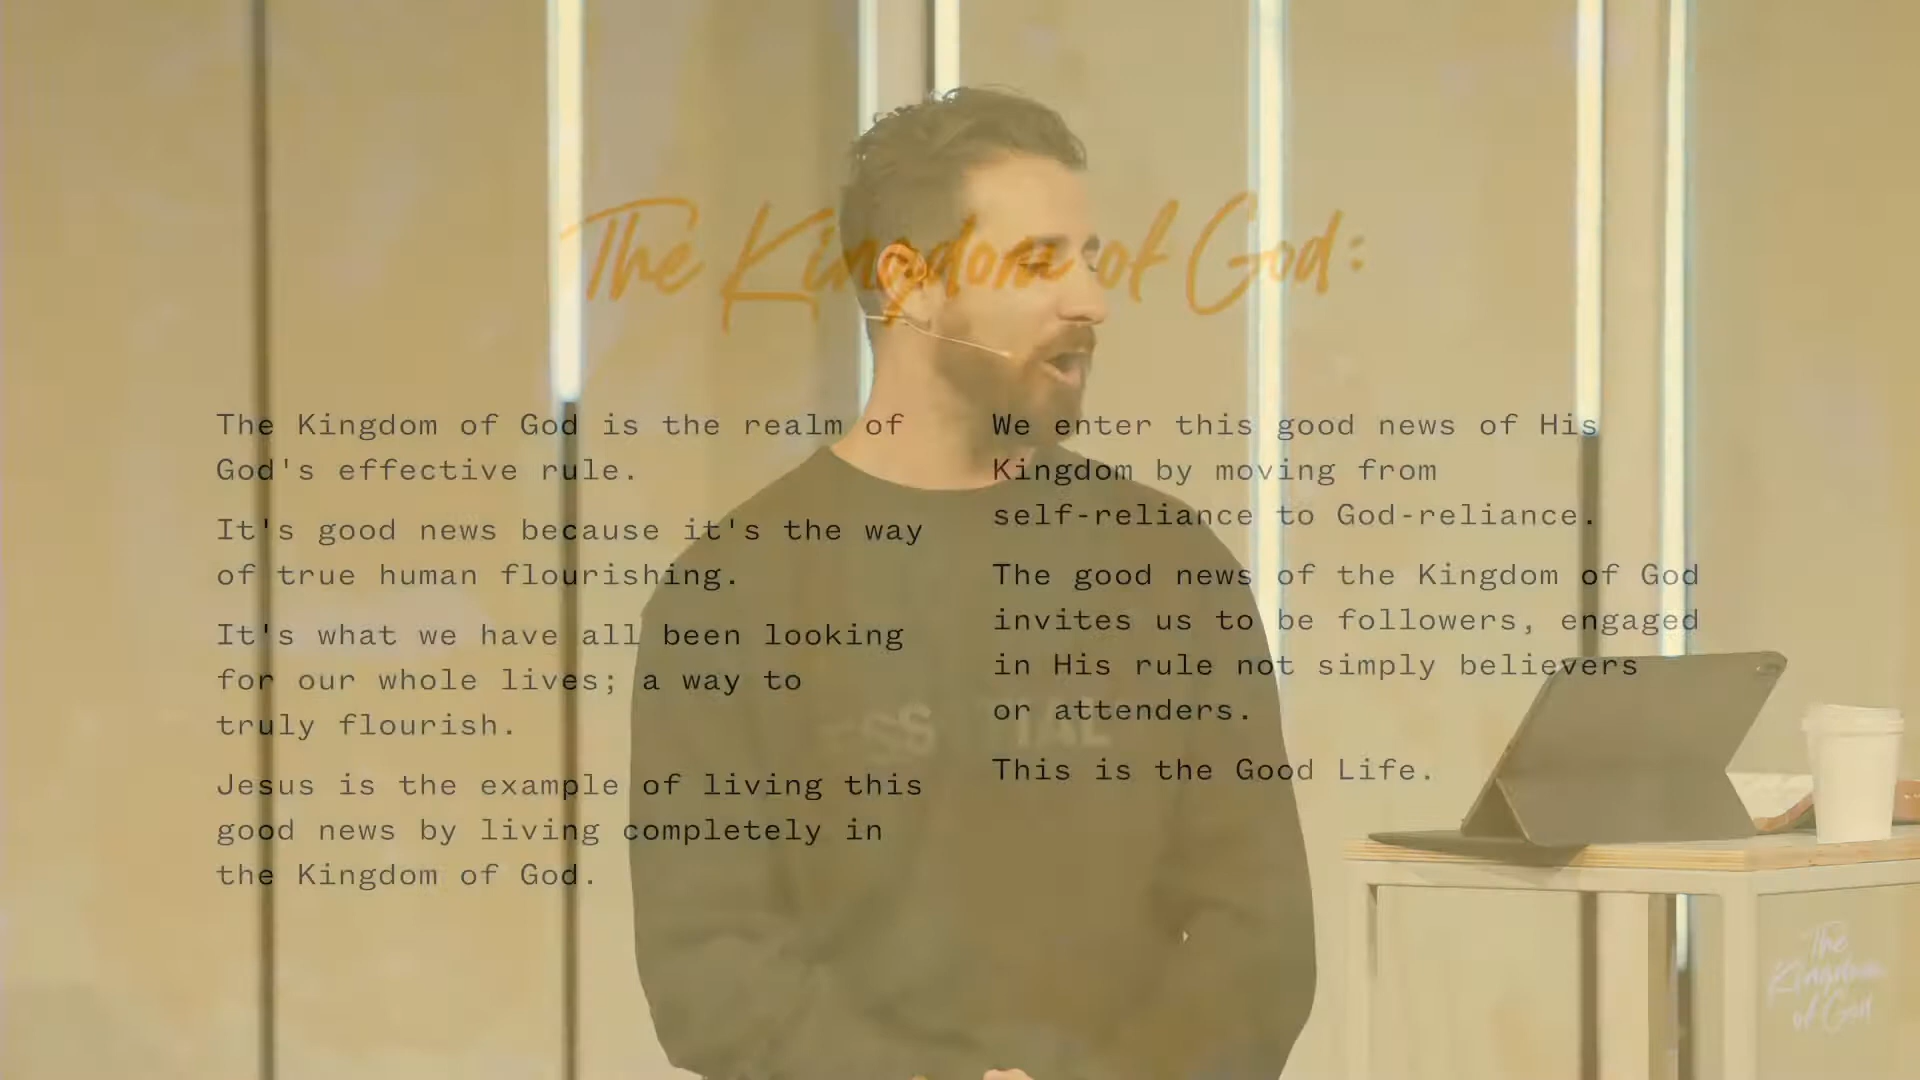 The Kingdom of God:
The Kingdom of God is the realm of
God's effective rule.
It's good news because it's the way
of true human flourishing.
It's what we have all been looking
for our whole lives; a way to
truly flourish.
Jesus is the example of living this
good news by living completely in
the Kingdom of God.
We enter this good news of His
Kingdom by moving from
self-reliance to God-reliance.
The good news of the Kingdom of God
invites us to be followers, engaged
in His rule not simply believers
or attenders.
This is the Good Life.
The
Kingdom
of God